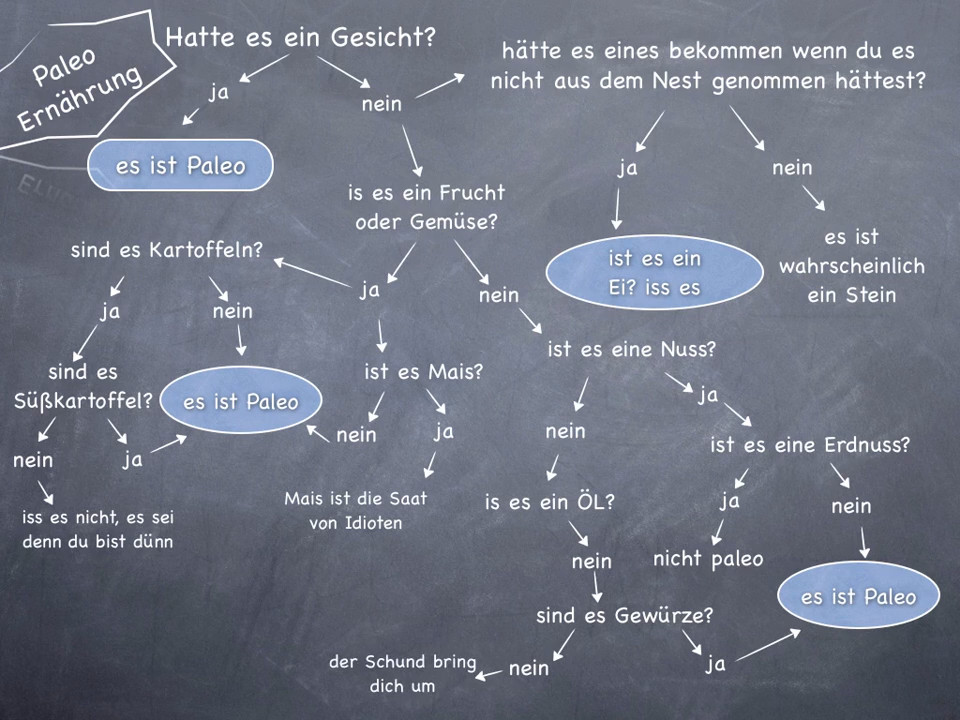 Paleo
Ernährung
Hatte es ein Gesicht?
hätte es eines bekommen wenn du es
nicht aus dem Nest genommen hättest?
ja
nein
es ist Paleo
ja
nein
is es ein Frucht
oder Gemüse?
es ist
wahrscheinlich
ein Stein
ist es ein
Ei? iss es
sind es Kartoffeln?
ja
nein
ja
nein
ist es eine Nuss?
sind es
Süßkartoffel?
es ist Paleo
ist es Mais?
ja
nein
ja
nein
ist es eine Erdnuss?
nein
ja
iss es nicht, es sei
denn du bist dünn
Mais ist die Saat
von Idioten
is es ein ÖL?
ja
nein
nein
nicht paleo
es ist Paleo
sind es Gewürze?
der Schund bring
dich um
nein
ja